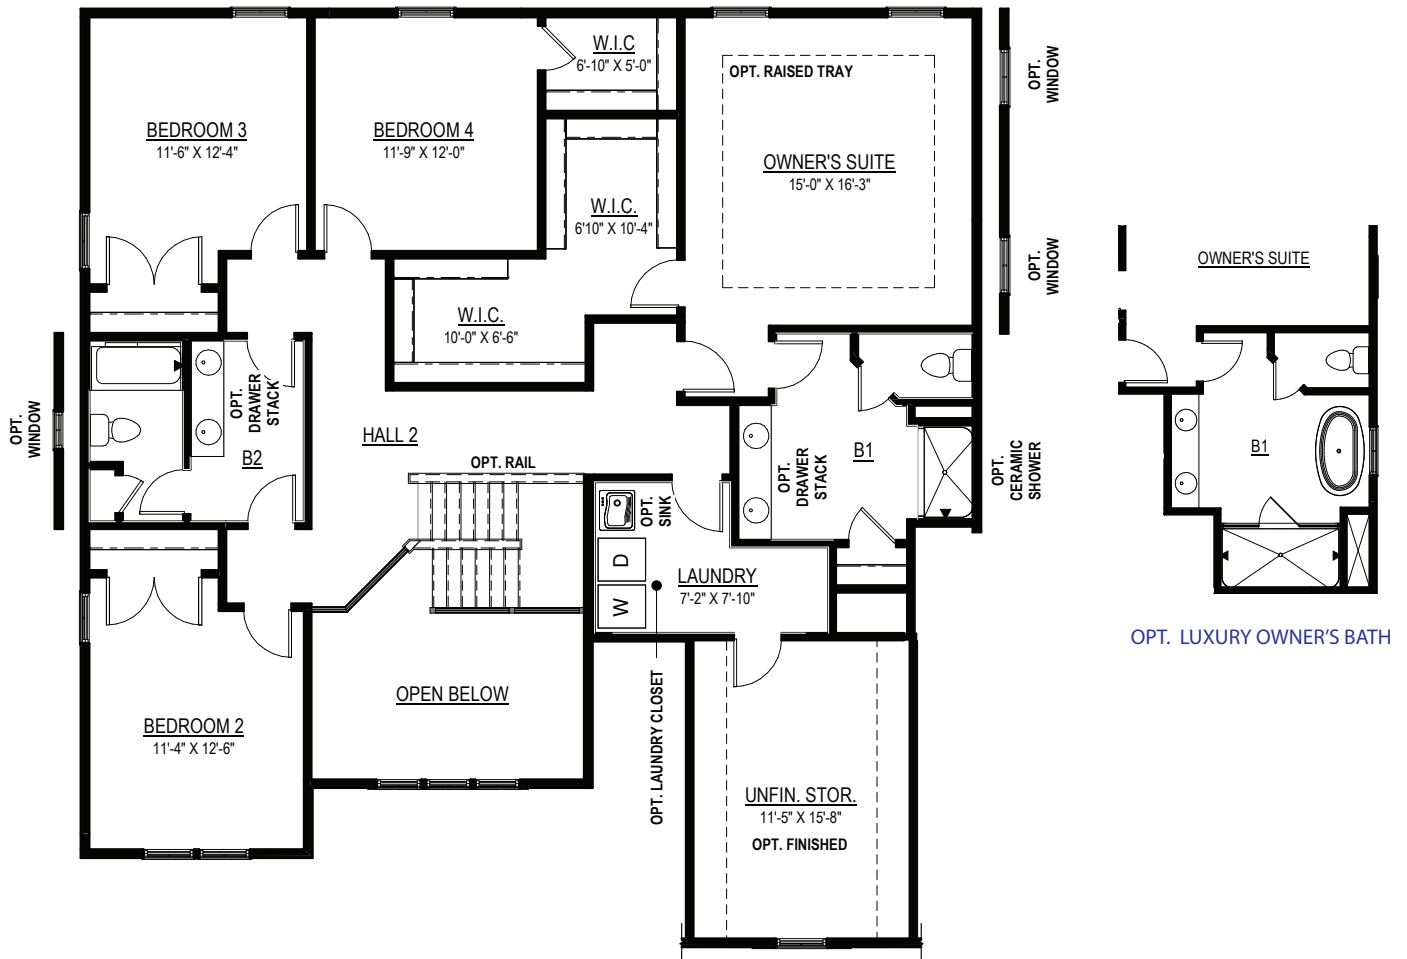 W.I.C
6'-10" X 5'-0"
OPT. RAISED TRAY
OPT.
WINDOW
BEDROOM 3
11'-6" X 12'-4"
BEDROOM 4
11'-9" X 12'-0"
OWNER'S SUITE
15'-0" X 16'-3"
W.I.C.
6'10" X 10'-4"
OPT.
WINDOW
OWNER'S SUITE
W.I.C.
10'-0" X 6'-6"
OPT.
WINDOW
OPT.
DRAWER
STACK
B2
HALL 2
OPT. RAIL
OPT.
SINK
OPT.
DRAWER
STACK
B1
OPT.
CERAMIC
SHOWER
B1
D
W
LAUNDRY
7'-2" X 7'-10"
OPT. LUXURY OWNER'S BATH
OPEN BELOW
OPT. LAUNDRY CLOSET
BEDROOM 2
11'-4" X 12'-6"
UNFIN. STOR.
11'-5" X 15'-8"
OPT. FINISHED